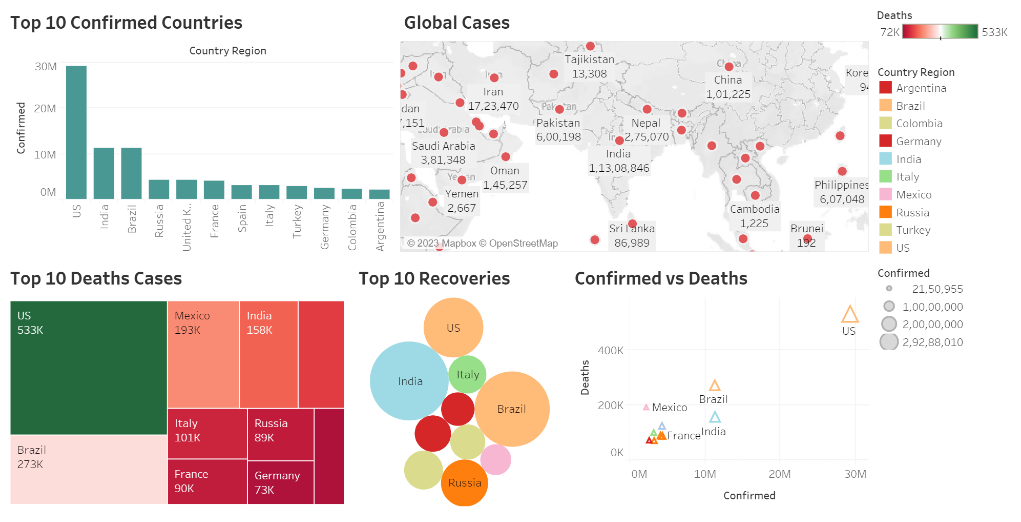 Top 10 Confirmed Countries
Country Region
Confirmed
30M
20M
10M
0M
US
India
Brazil
Russia
United K..
France
Spain
Italy
Turkey
Germany
Colombia
Argentina
Global Cases
Tajikistan
13,308
China
1,01,225
Iran
17,23,470
Pakistan
6,00,198
Nepal
2,75,070
India
1,13,08,846
Saudi Arabia
3,81,348
Oman
1,45,257
Yemen
2,667
Sri Lanka
86,989
Cambodia
1,225
Philippines
6,07,048
Brunei
192
Kore
94
dan
7,151
© 2023 Mapbox © OpenStreetMap
Deaths
72K
533K
Country Region
Argentina
Brazil
Colombia
Germany
India
Italy
Mexico
Russia
Turkey
US
Confirmed
21,50,955
1,00,00,000
2,00,00,000
2,92,88,010
Top 10 Deaths Cases
US
533K
Brazil
273K
Mexico
193K
India
158K
Italy
101K
France
90K
Russia
89K
Germany
73K
Top 10 Recoveries
US
India
Italy
Brazil
Russia
Confirmed vs Deaths
Deaths
400K
200K
0K
US
Brazil
Mexico
India
France
0M
10M
20M
30M
Confirmed